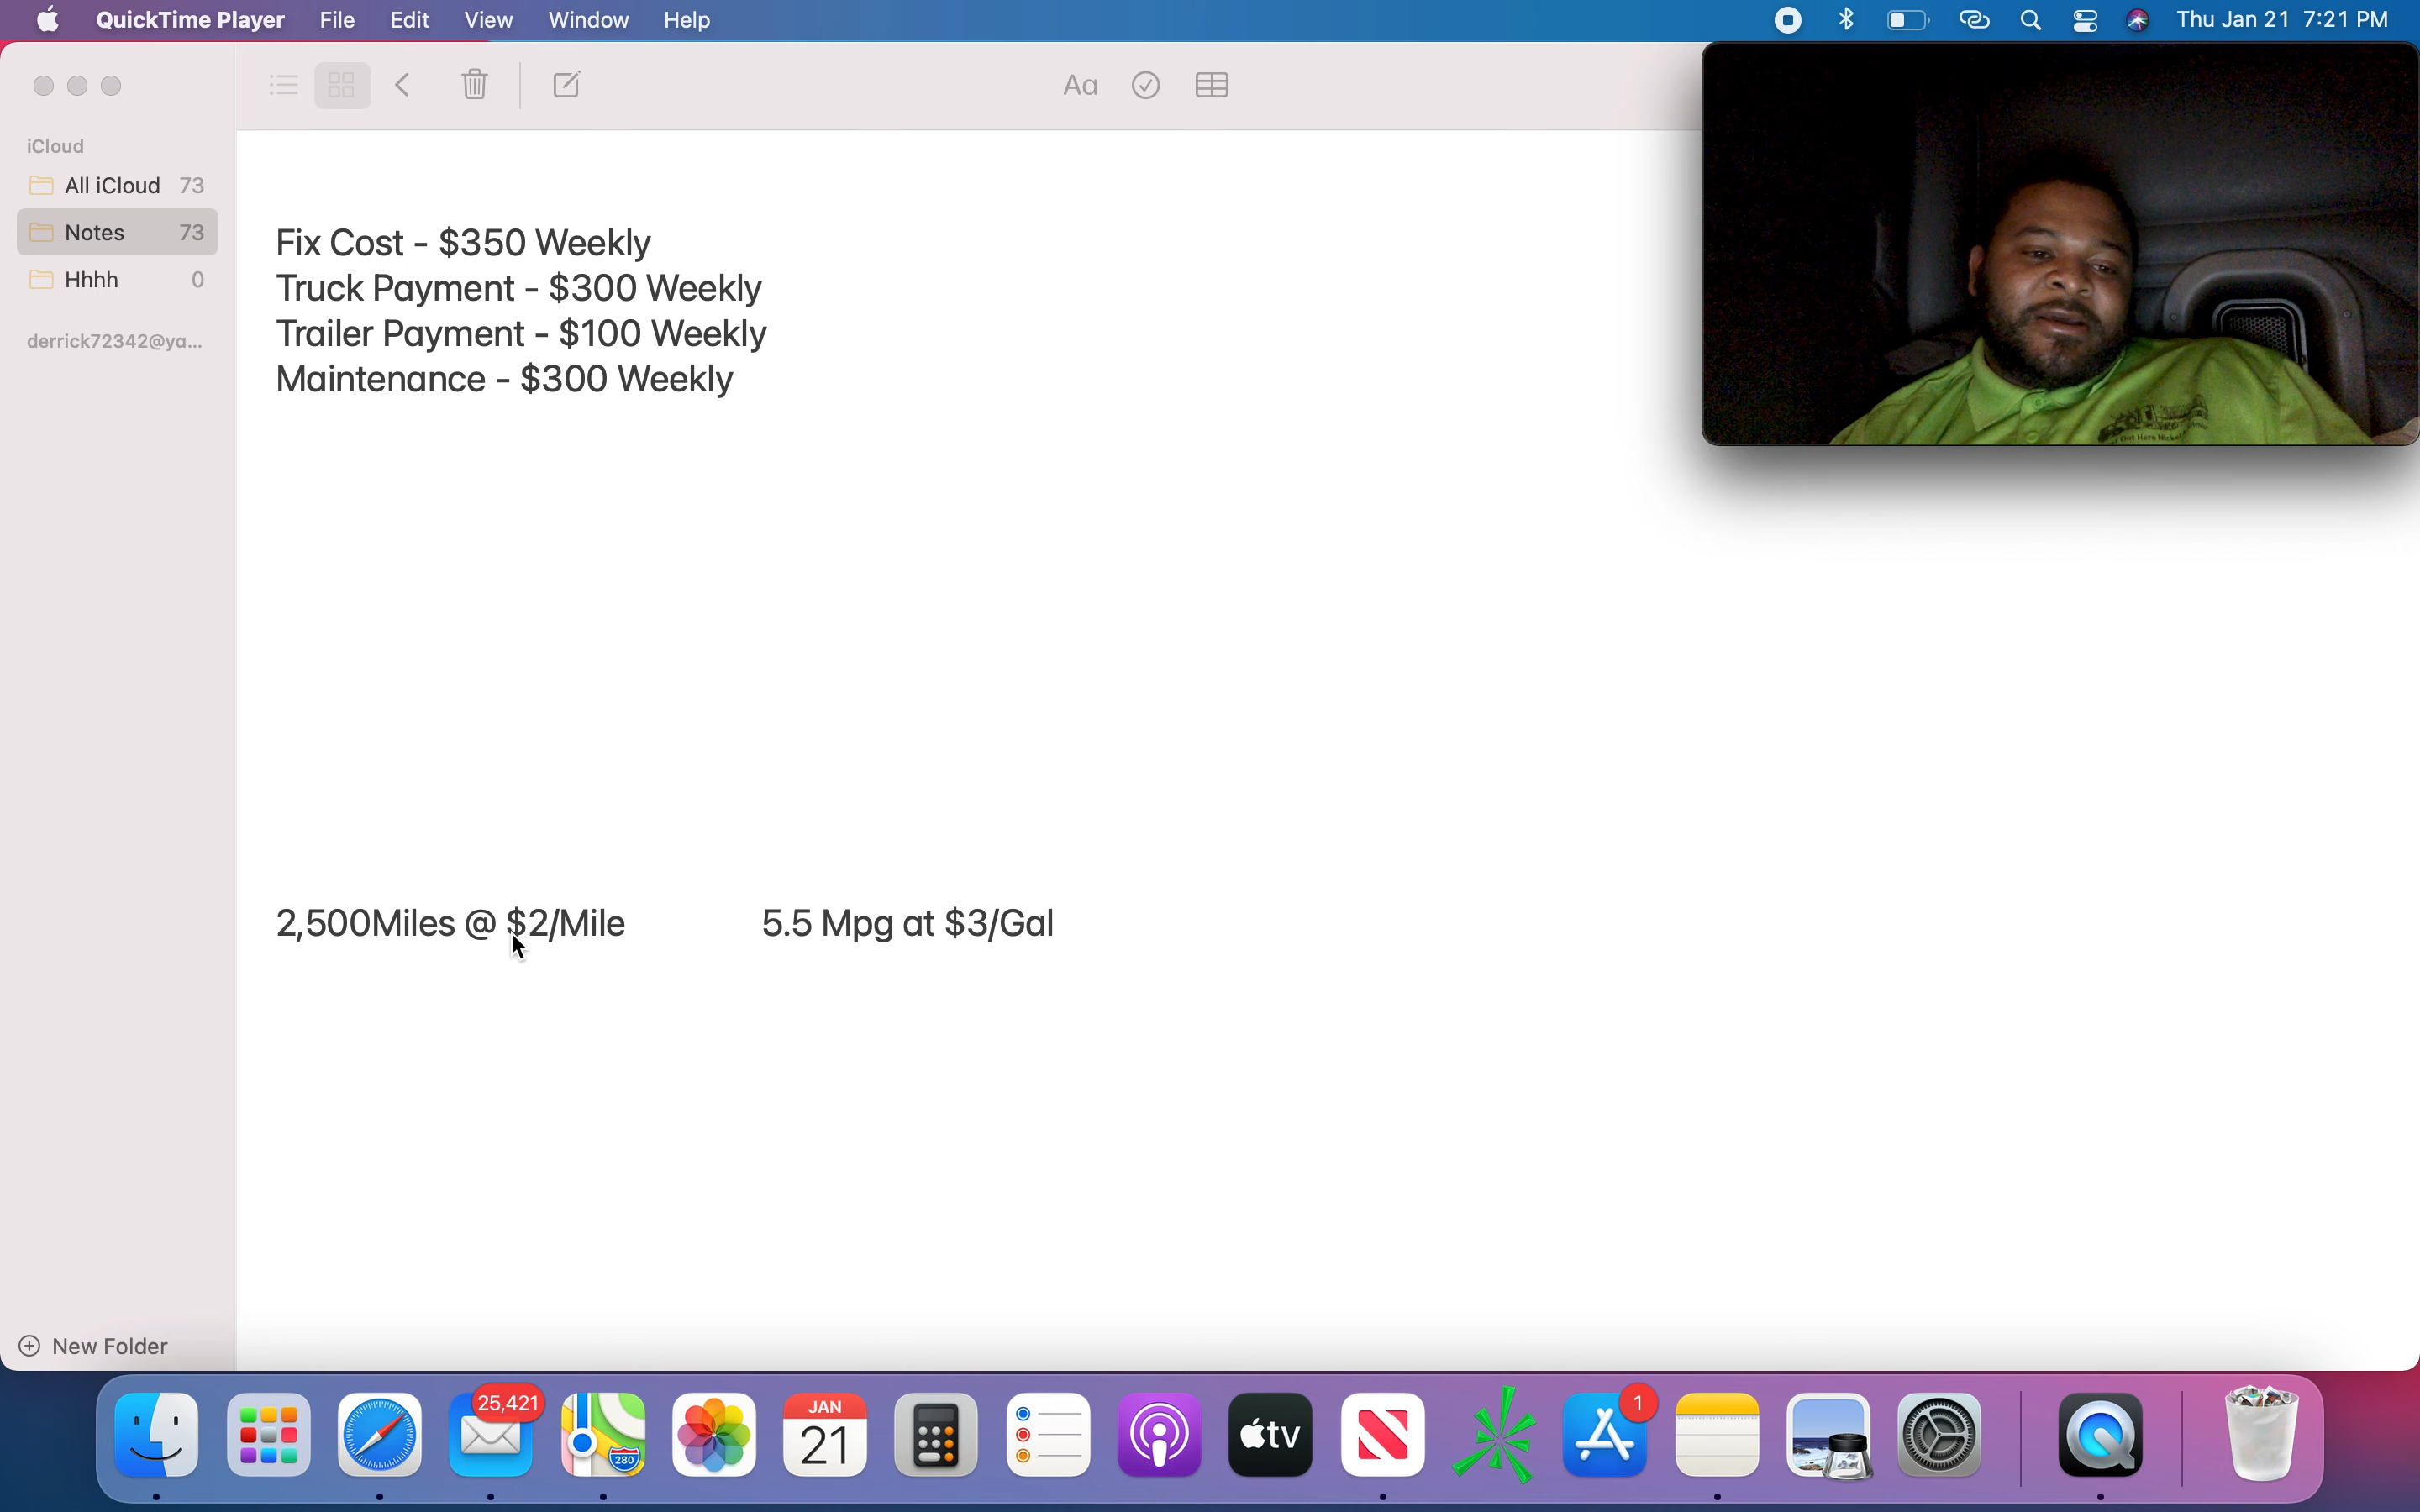 QuickTime Player File Edit View Window Help Thu Jan 21 7:21 PM
Aa
iCloud
All iCloud 73
Notes 73
Hhhh 0
derrick72342@ya...
Fix Cost - $350 Weekly
Truck Payment - $300 Weekly
Trailer Payment - $100 Weekly
Maintenance - $300 Weekly
Out Here
2,500Miles @ $2/Mile 5.5 Mpg at $3/Gal
New Folder
25,421
280
JAN
21
tv
1